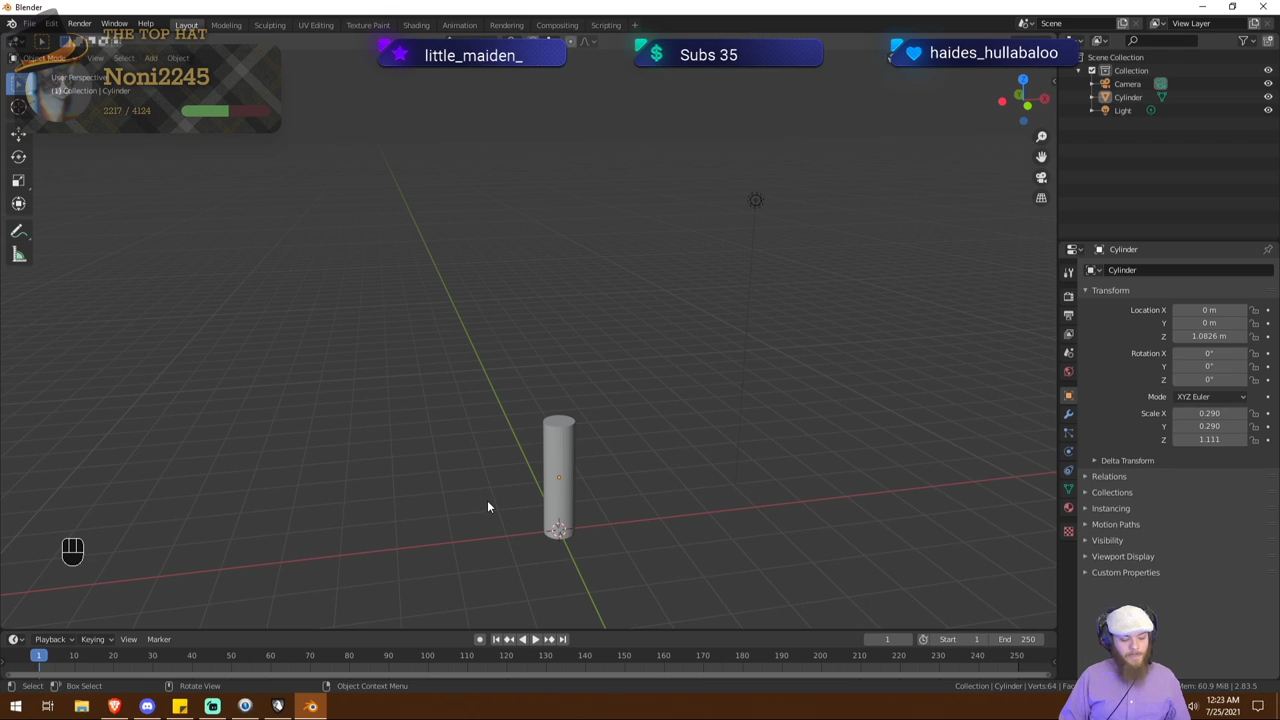 Blender
File Edit Render Window Help Layout Modeling Sculpting UV Editing Texture Paint Shading Animation Rendering Compositing Scripting + Scene View Layer
THE TOP HAT
Noni2245
2217 / 4124
Object Mode View Select Add Object
User Perspective
(1) Collection | Cylinder
little_maiden_
Subs 35
haides_hullabaloo
Scene Collection
Collection
Camera
Cylinder
Light
Cylinder
Cylinder
Transform
Location X 0 m
Y 0 m
Z 1.0826 m
Rotation X 0°
Y 0°
Z 0°
Mode XYZ Euler
Scale X 0.290
Y 0.290
Z 1.111
Delta Transform
Relations
Collections
Instancing
Motion Paths
Visibility
Viewport Display
Custom Properties
Playback Keying View Marker 1 Start 1 End 250
1 10 20 30 40 50 60 70 80 90 100 110 120 130 140 150 160 170 180 190 200 210 220 230 240 250
Select Box Select Rotate View Object Context Menu Collection | Cylinder | Verts:64 | Mem: 60.9 MiB | 2.83.5
12:23 AM
7/25/2021